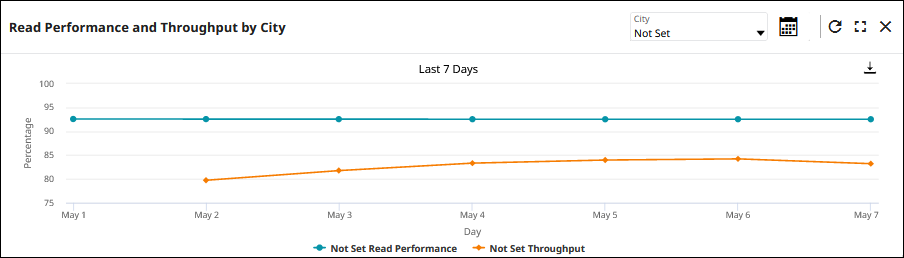 Read Performance and Throughput by City
City
Not Set
Last 7 Days
100
95
90
85
80
75
Percentage
May 1 May 2 May 3 May 4 May 5 May 6 May 7
Day
Not Set Read Performance Not Set Throughput